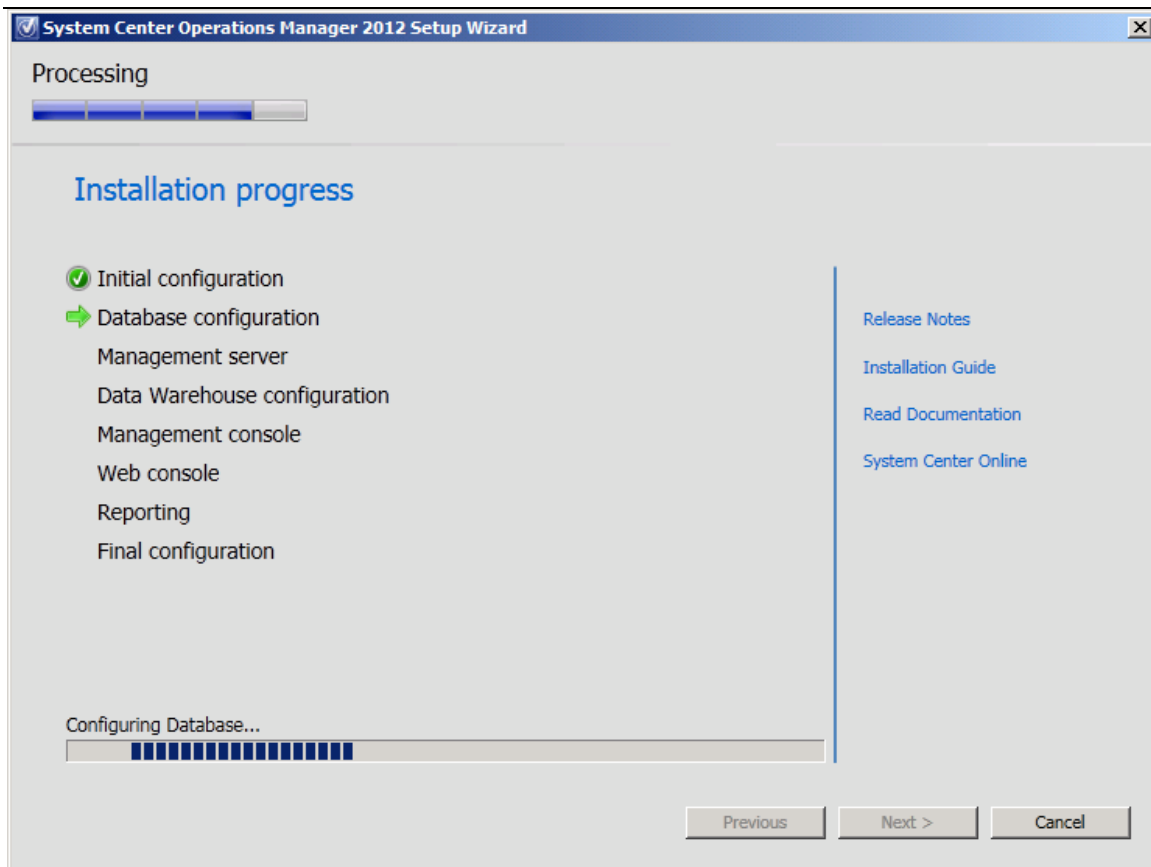 System Center Operations Manager 2012 Setup Wizard
Processing
Installation progress
Initial configuration
Database configuration
Management server
Data Warehouse configuration
Management console
Web console
Reporting
Final configuration
Release Notes
Installation Guide
Read Documentation
System Center Online
Configuring Database...
Previous
Next >
Cancel